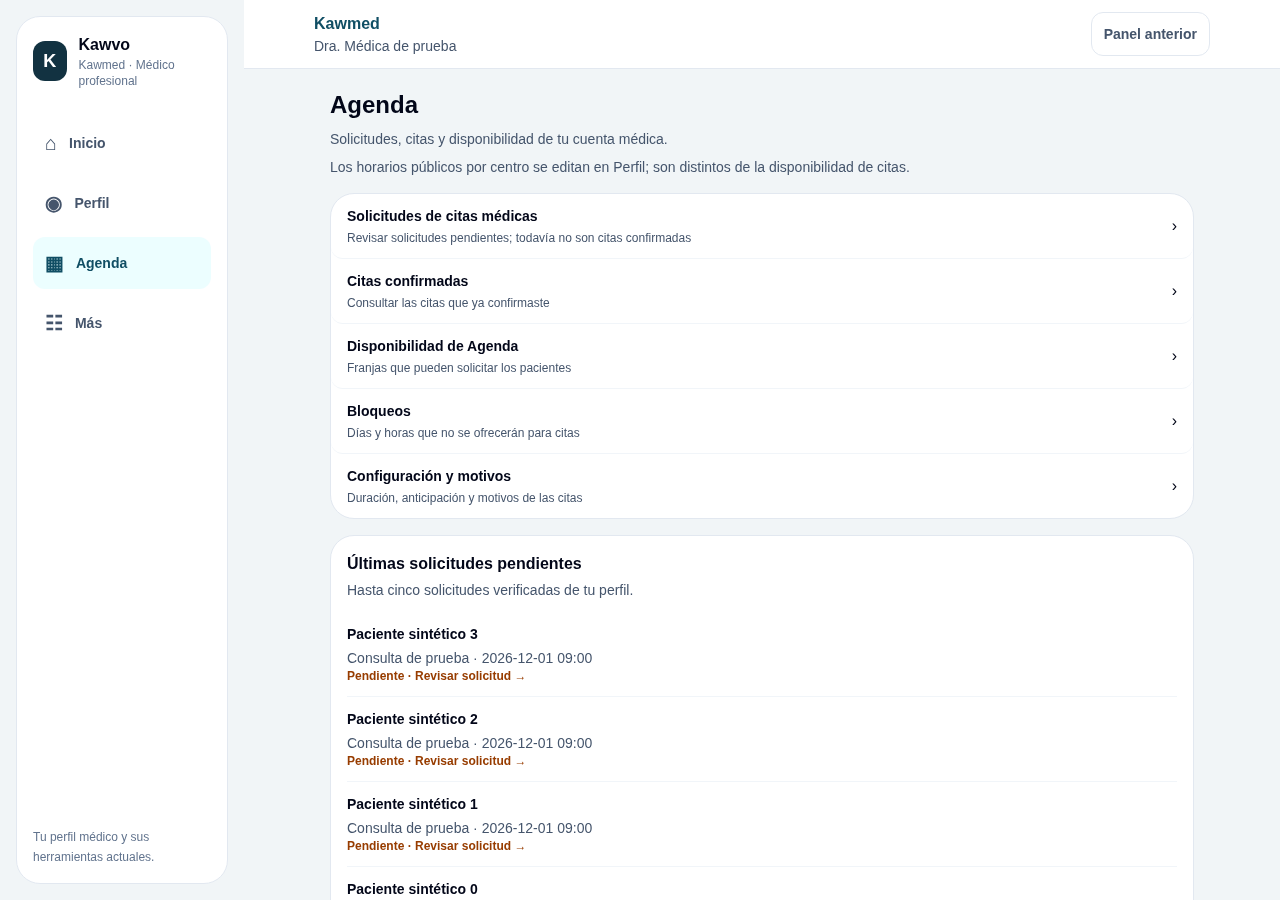 K
Kawvo
Kawmed · Médico
profesional
Inicio
Perfil
Agenda
Más
Tu perfil médico y sus
herramientas actuales.
Kawmed
Dra. Médica de prueba
Panel anterior
Agenda
Solicitudes, citas y disponibilidad de tu cuenta médica.
Los horarios públicos por centro se editan en Perfil; son distintos de la disponibilidad de citas.
Solicitudes de citas médicas
Revisar solicitudes pendientes; todavía no son citas confirmadas
›
Citas confirmadas
Consultar las citas que ya confirmaste
›
Disponibilidad de Agenda
Franjas que pueden solicitar los pacientes
›
Bloqueos
Días y horas que no se ofrecerán para citas
›
Configuración y motivos
Duración, anticipación y motivos de las citas
›
Últimas solicitudes pendientes
Hasta cinco solicitudes verificadas de tu perfil.
Paciente sintético 3
Consulta de prueba · 2026-12-01 09:00
Pendiente · Revisar solicitud →
Paciente sintético 2
Consulta de prueba · 2026-12-01 09:00
Pendiente · Revisar solicitud →
Paciente sintético 1
Consulta de prueba · 2026-12-01 09:00
Pendiente · Revisar solicitud →
Paciente sintético 0